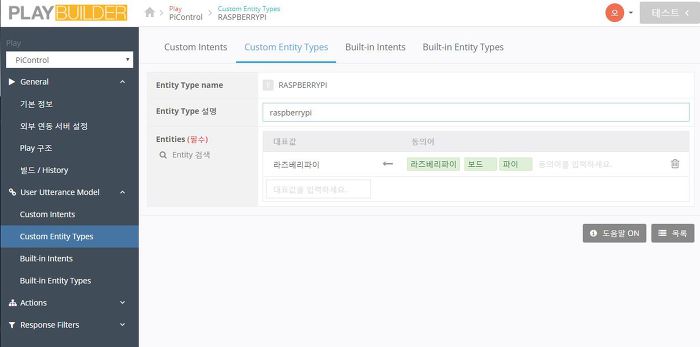 PLAY BUILDER
Play
PiControl
Custom Entity Types
RASPBERRYPI
오
테스트
Play
PiControl
General
기본 정보
외부 연동 서버 설정
Play 구조
빌드 / History
User Utterance Model
Custom Intents
Custom Entity Types
Built-in Intents
Built-in Entity Types
Actions
Response Filters
Custom Intents
Custom Entity Types
Built-in Intents
Built-in Entity Types
Entity Type name
RASPBERRYPI
Entity Type 설명
raspberrypi
Entities (필수)
Entity 검색
대표값
동의어
라즈베리파이
라즈베리파이
보드
파이
동의어를 입력하세요.
대표값을 입력하세요.
도움말 ON
목록